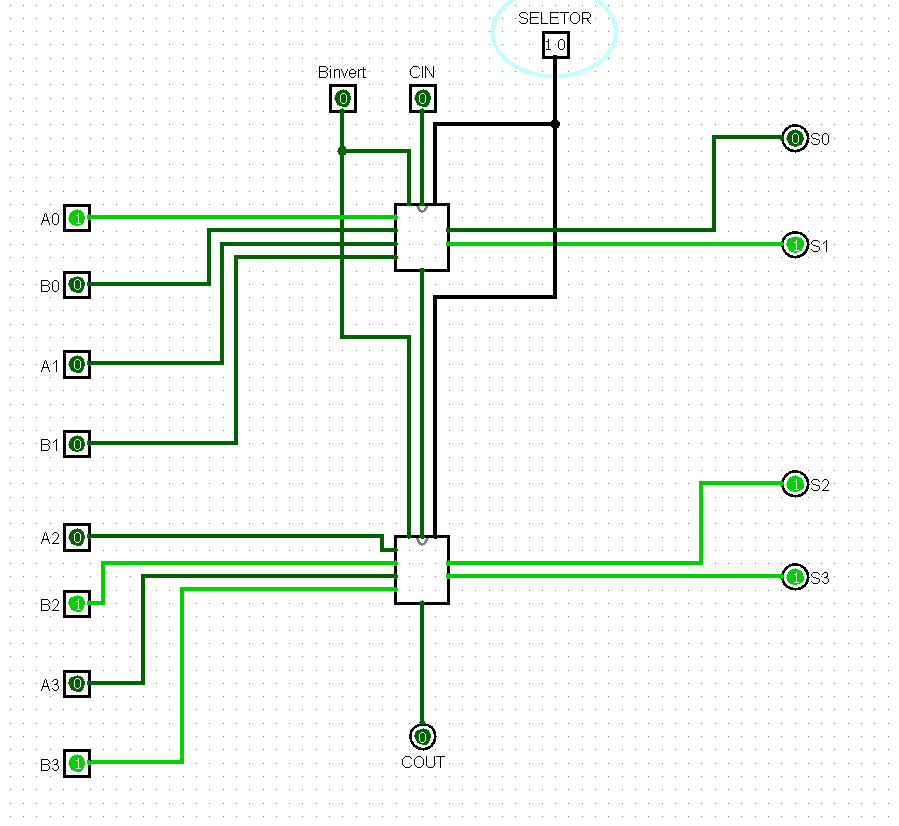 SELETOR
1 0
Binvert CIN
0 0
0 S0
A0 1
1 S1
B0 0
A1 0
B1 0
1 S2
A2 0
1 S3
B2 1
A3 0
0
COUT
B3 1